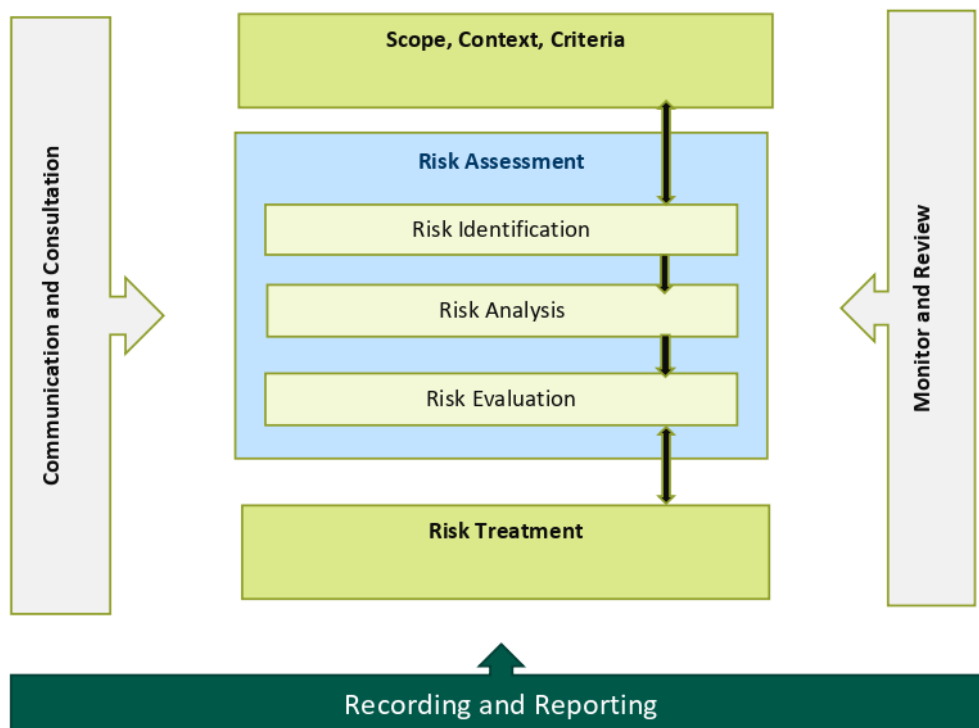 Scope, Context, Criteria
Communication and Consultation
Risk Assessment
Risk Identification
Risk Analysis
Risk Evaluation
Monitor and Review
Risk Treatment
Recording and Reporting